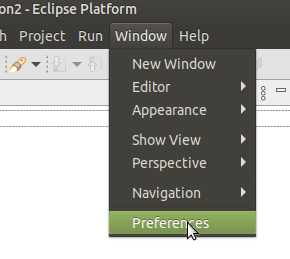 on2 - Eclipse Platform
h Project Run Window Help
New Window
Editor
Appearance
Show View
Perspective
Navigation
Preferences